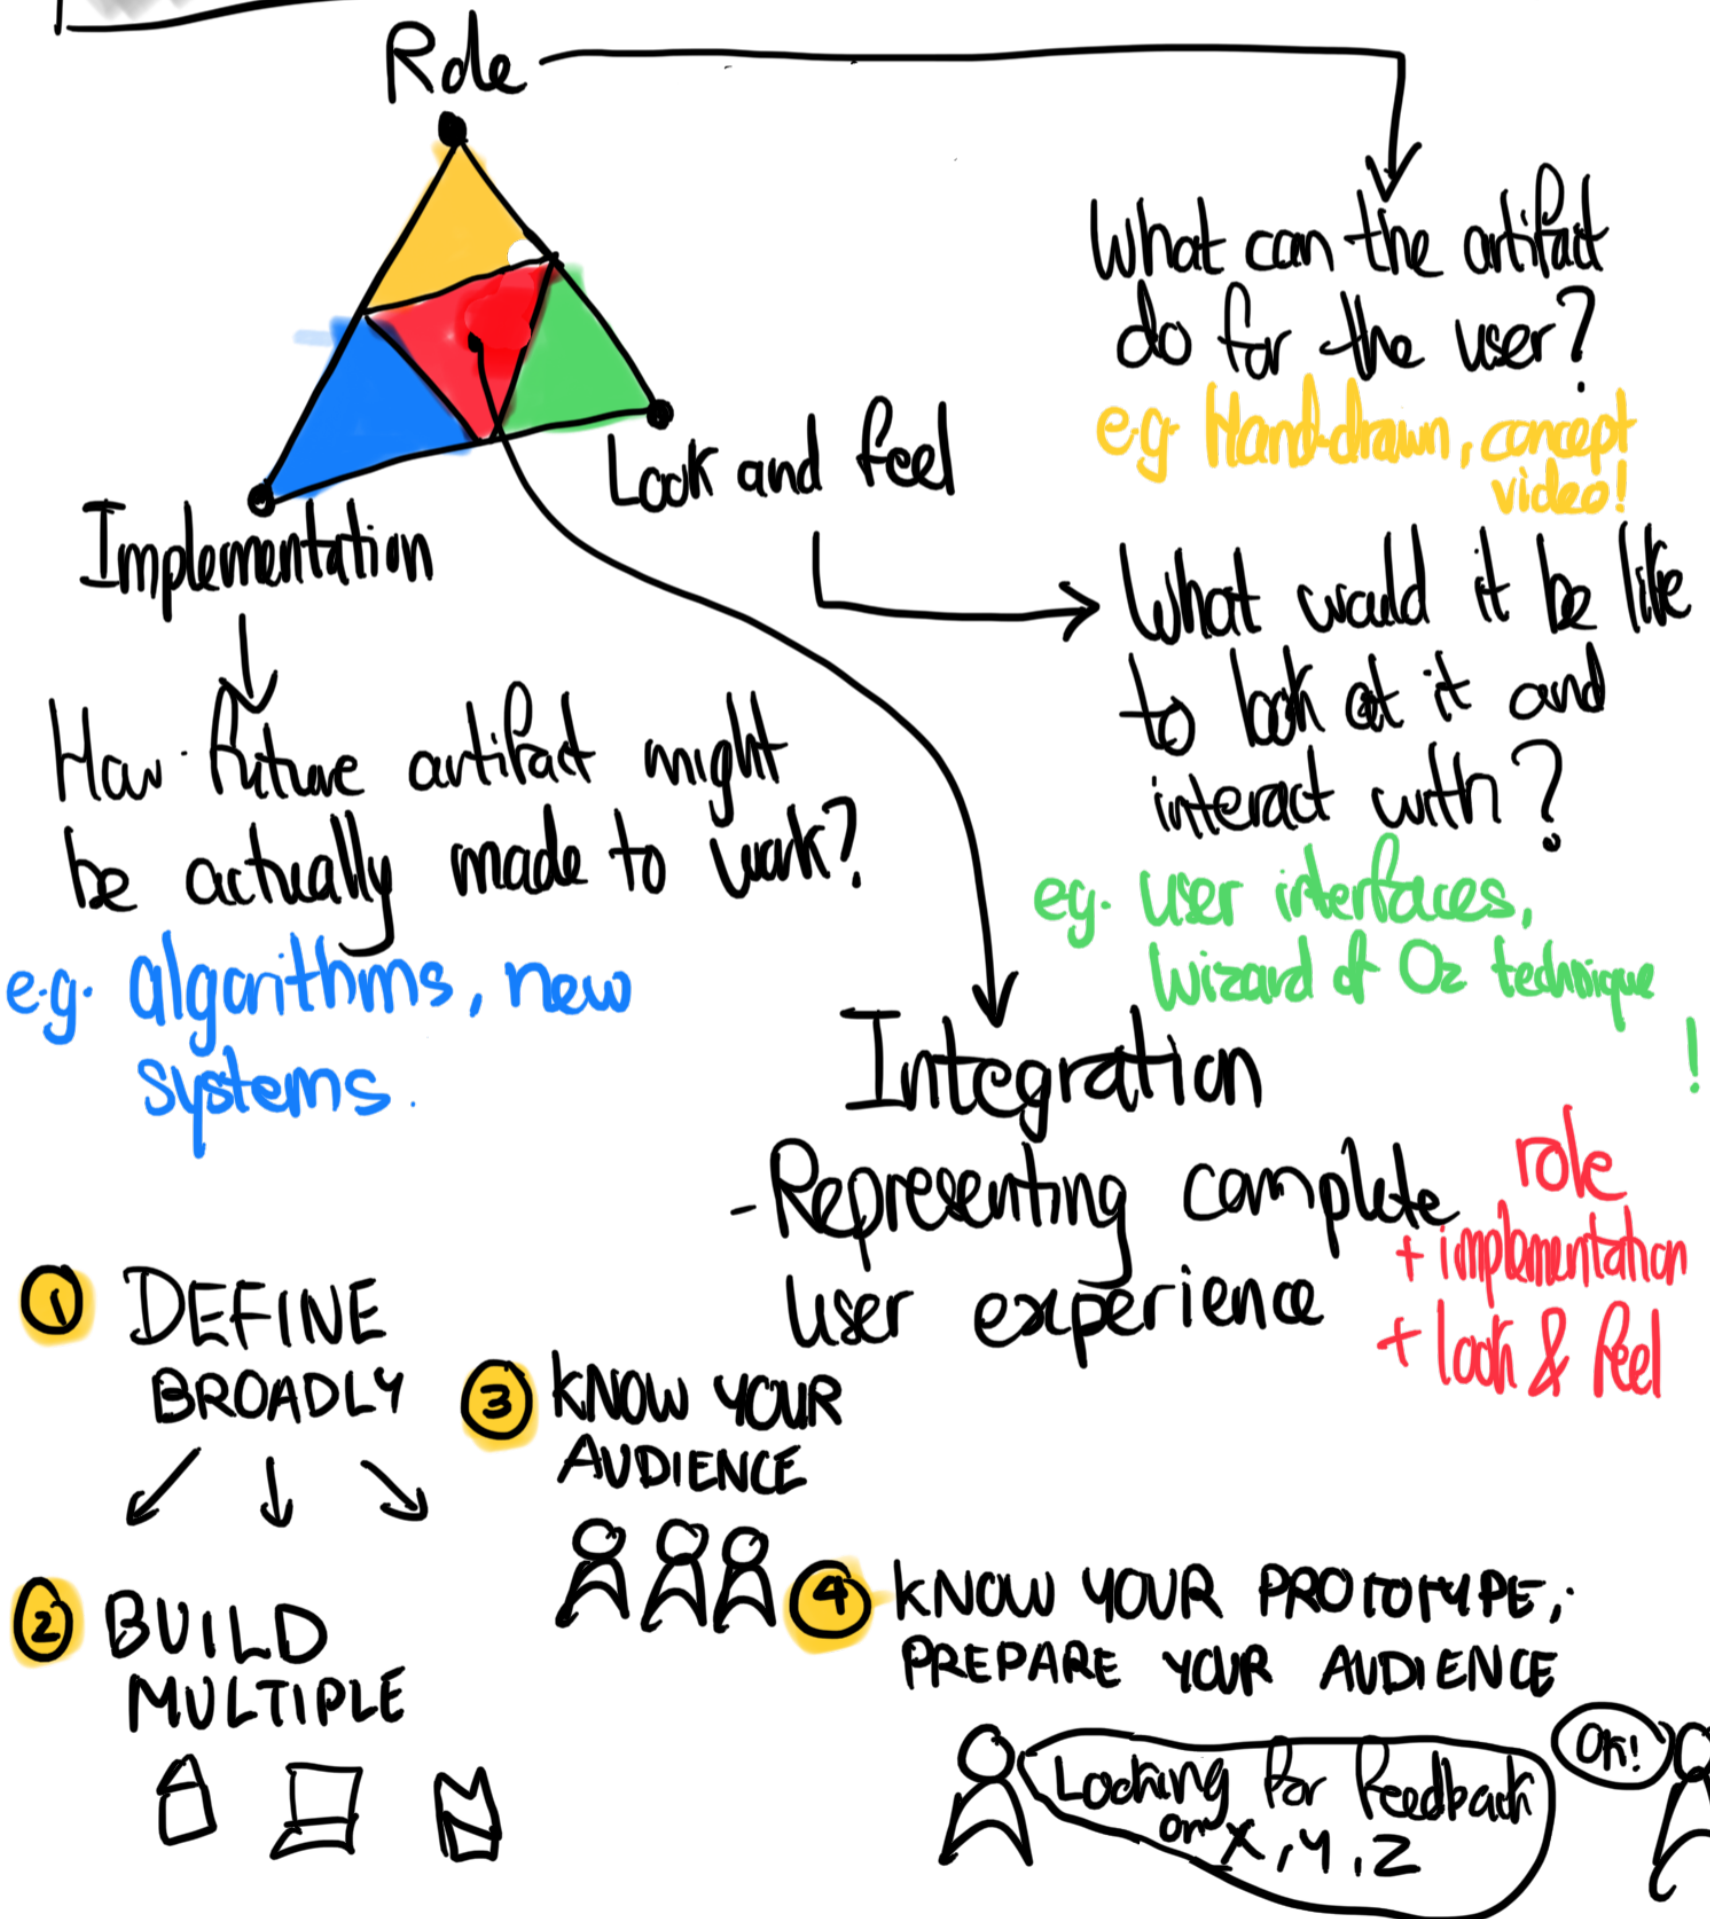 Role
What can the artifact
do for the user?
e.g. Hand-drawn, concept
video!
Look and feel
What would it be like
to look at it and
interact with?
eg. User interfaces,
Wizard of Oz technique
!
Implementation
How future artifact might
be actually made to work?
e.g. algorithms, new
systems.
Integration
- Representing complete
user experience
role
+ implementation
+ look & feel
1 DEFINE
BROADLY
2 BUILD
MULTIPLE
3 KNOW YOUR
AUDIENCE
4 KNOW YOUR PROTOTYPE;
PREPARE YOUR AUDIENCE
Looking for feedback
on X, Y, Z
OK!